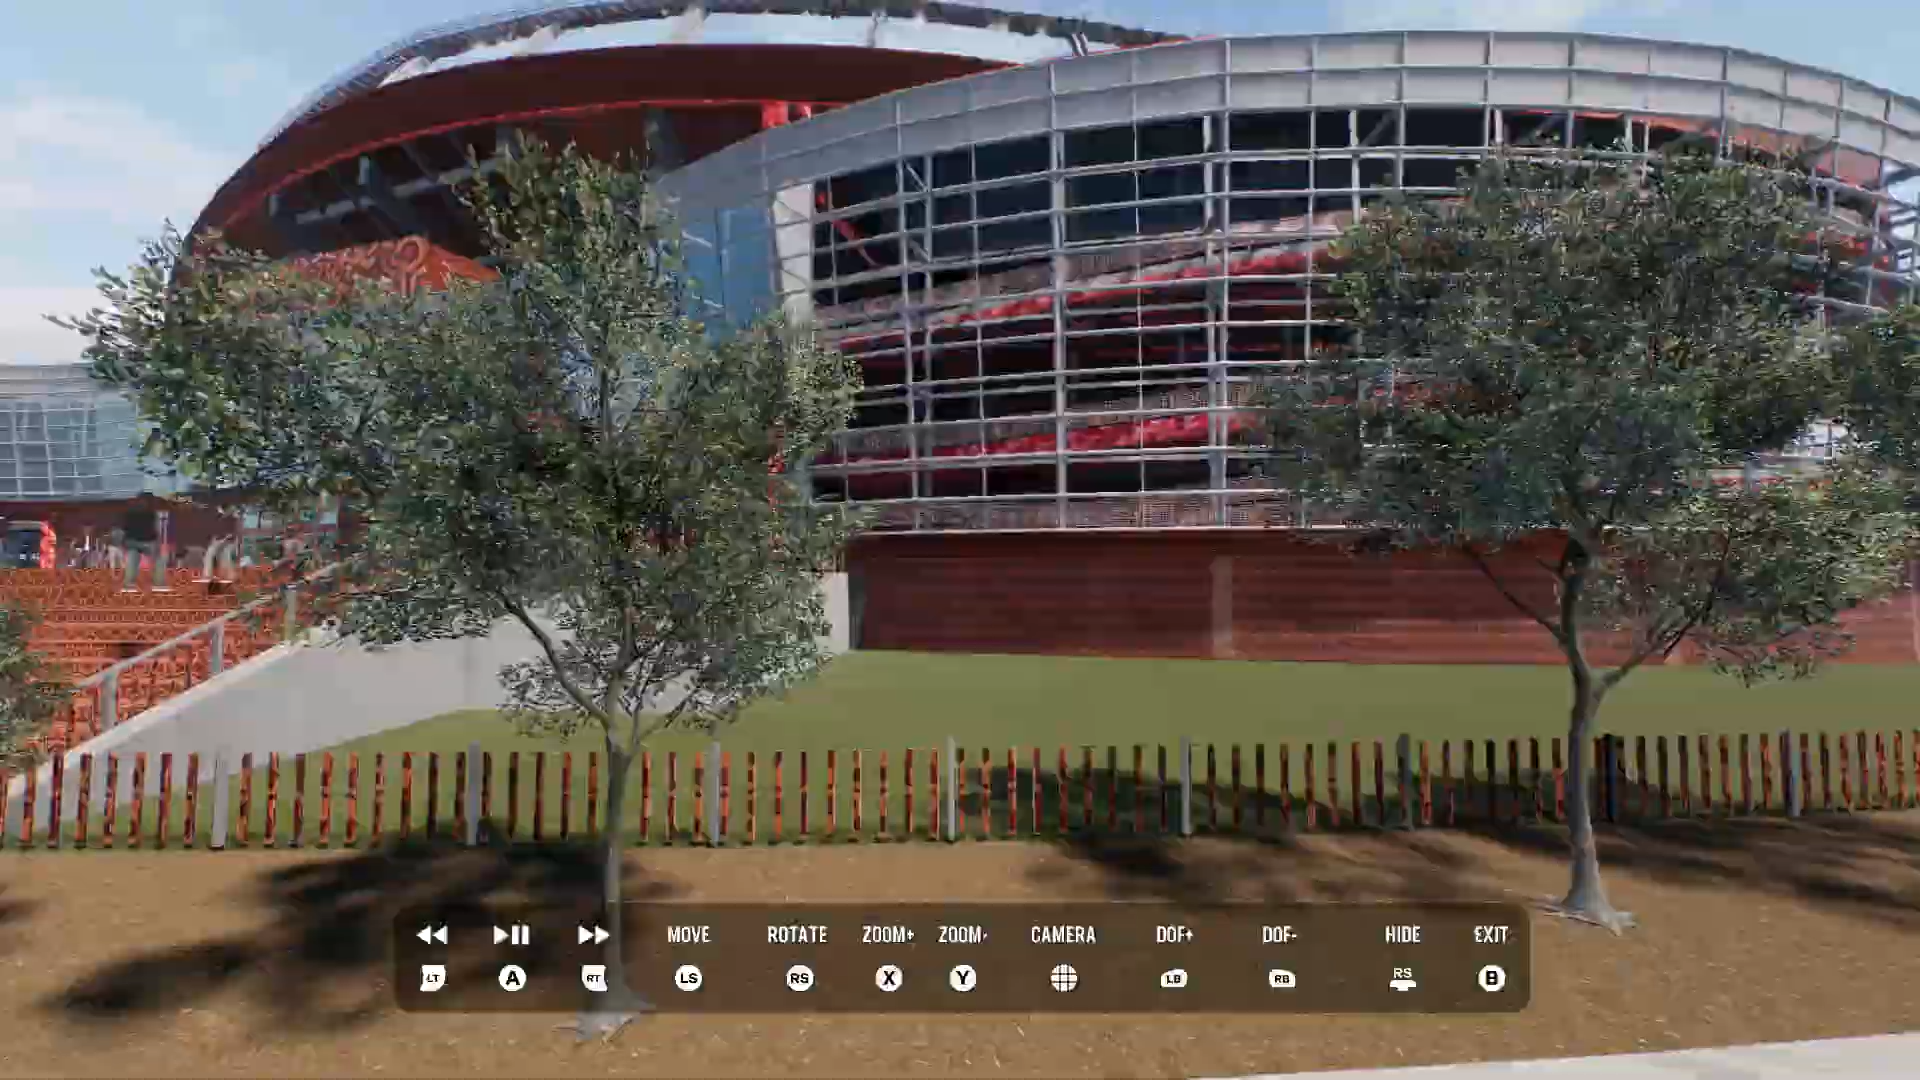 MOVE ROTATE ZOOM+ ZOOM- CAMERA DOF+ DOF- HIDE EXIT
LT A RT LS RS X Y LB RB RS B